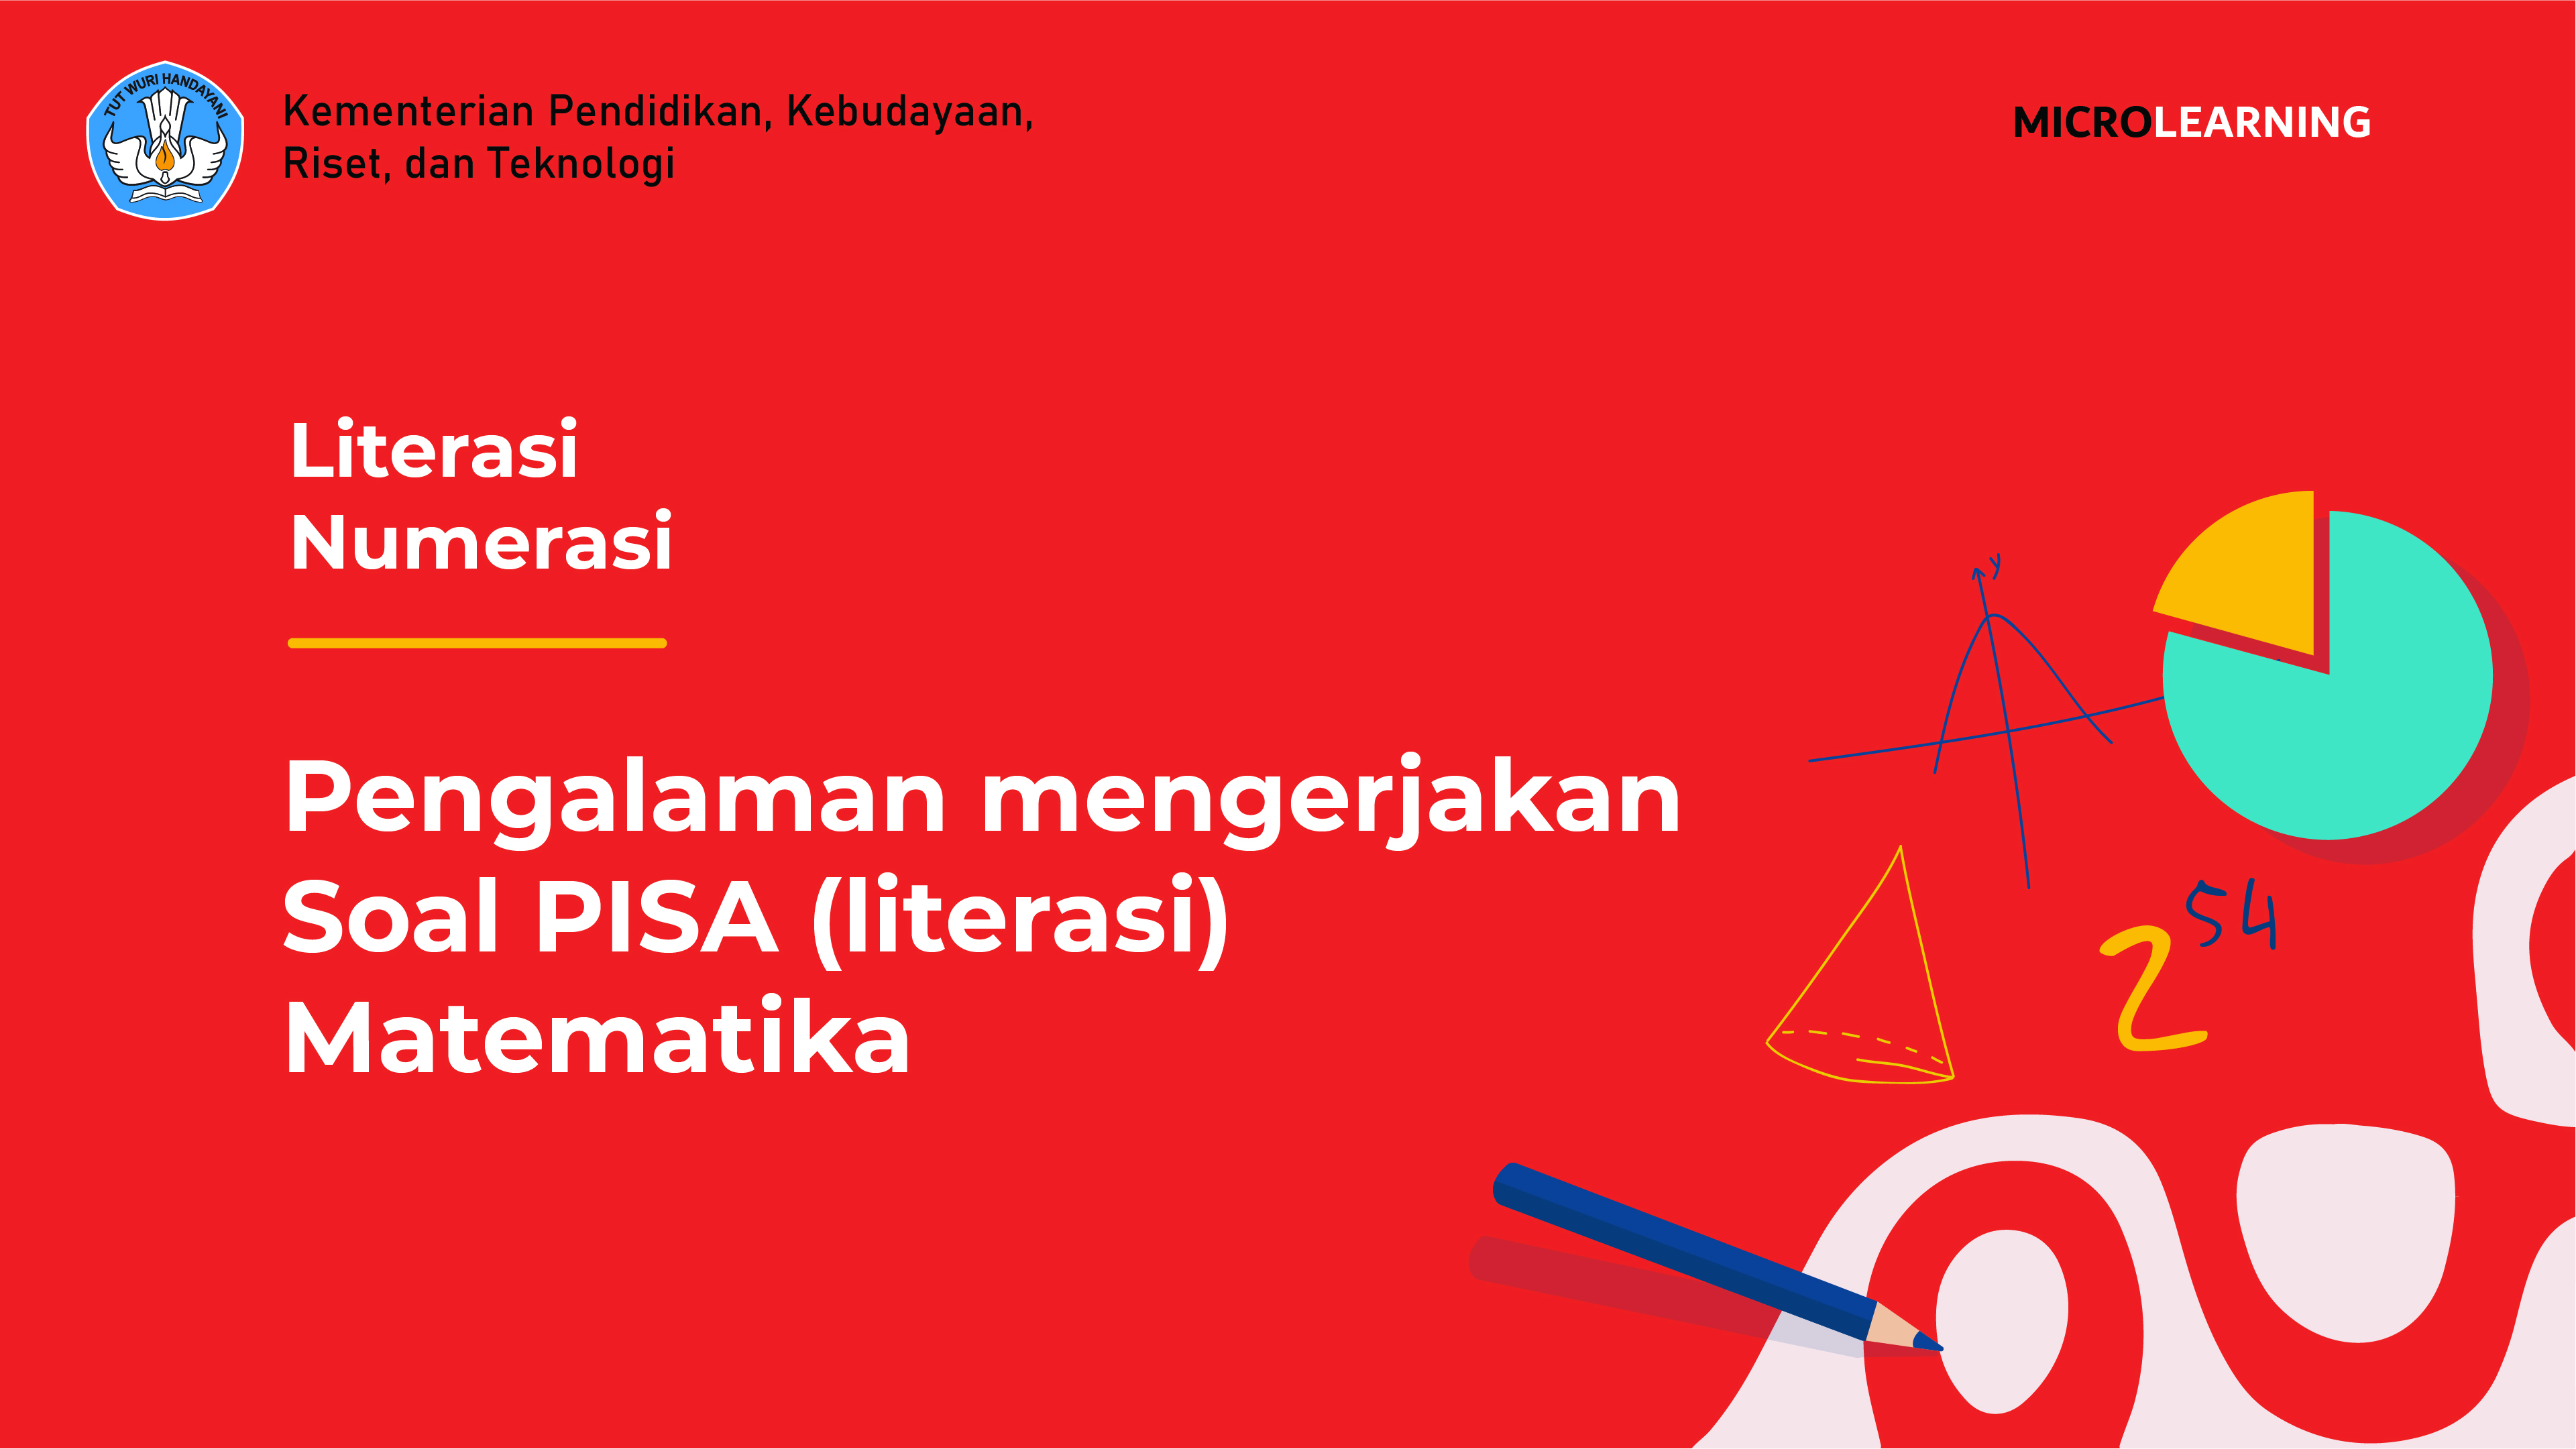 TUT WURI HANDAYANI
Kementerian Pendidikan, Kebudayaan,
Riset, dan Teknologi
MICROLEARNING
Literasi
Numerasi
Pengalaman mengerjakan
Soal PISA (literasi)
Matematika
y
2^54